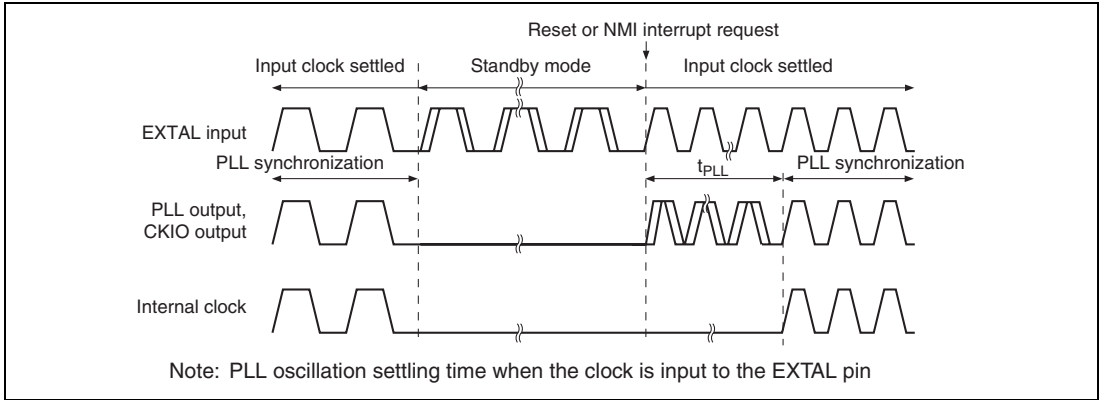 Reset or NMI interrupt request
Input clock settled
Standby mode
Input clock settled
EXTAL input
PLL synchronization
tPLL
PLL synchronization
PLL output,
CKIO output
Internal clock
Note: PLL oscillation settling time when the clock is input to the EXTAL pin